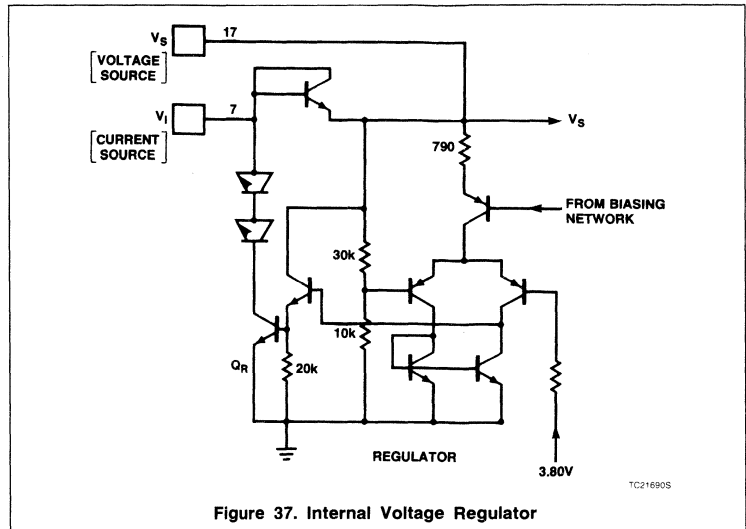 VS 17
[VOLTAGE
SOURCE]
VI 7
[CURRENT
SOURCE]
VS
790
FROM BIASING
NETWORK
30k
10k
QR
20k
REGULATOR
3.80V
TC21690S
Figure 37. Internal Voltage Regulator